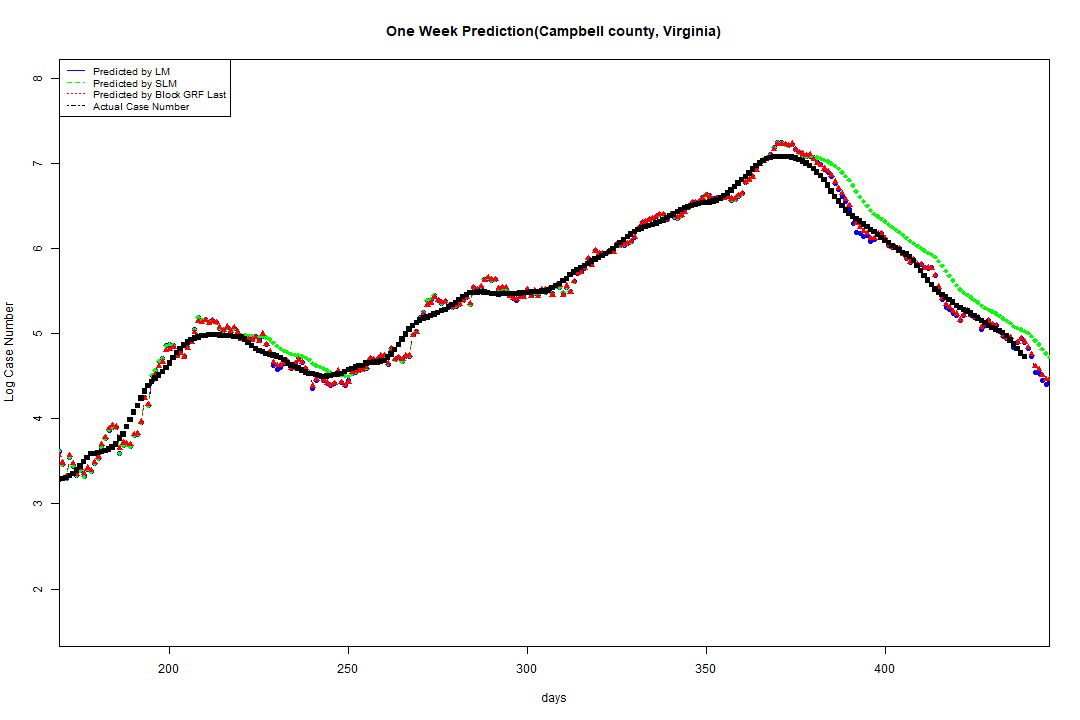 One Week Prediction(Campbell county, Virginia)
Predicted by LM
Predicted by SLM
Predicted by Block GRF Last
Actual Case Number
8
7
6
5
4
3
2
Log Case Number
200 250 300 350 400
days